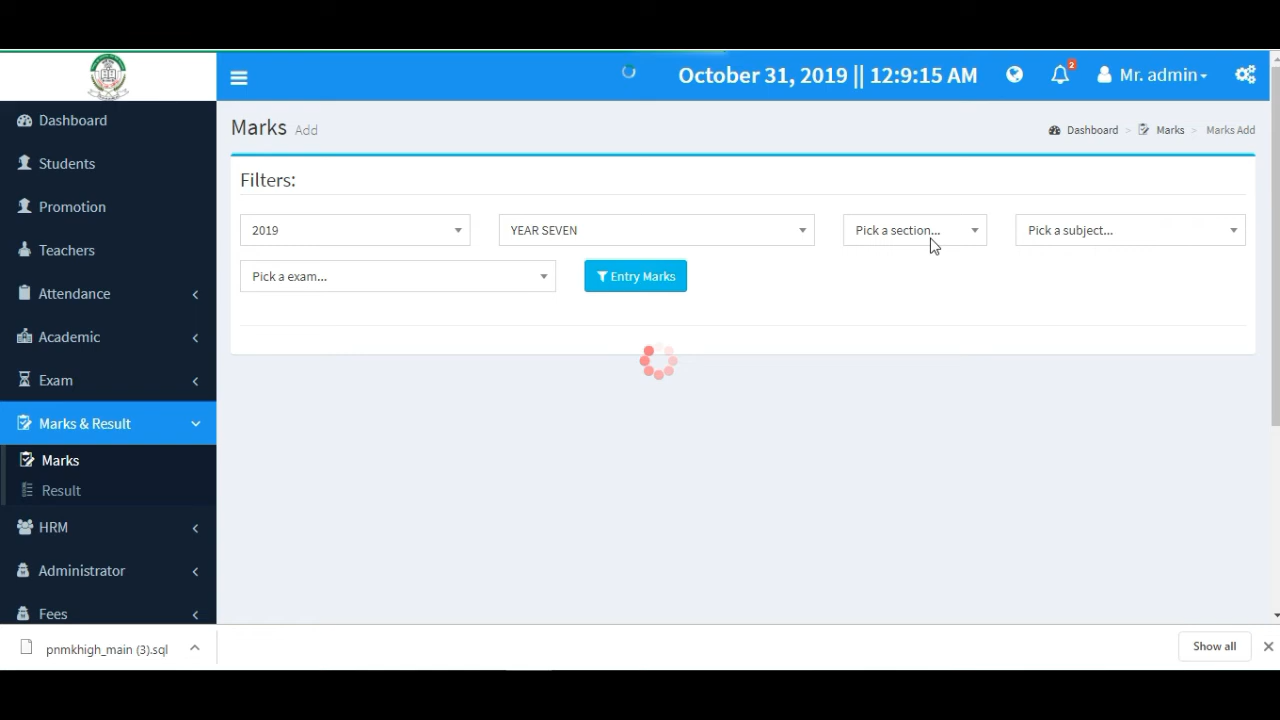 October 31, 2019 || 12:9:15 AM
2
Mr. admin
Dashboard
Students
Promotion
Teachers
Attendance
Academic
Exam
Marks & Result
Marks
Result
HRM
Administrator
Fees
Marks Add
Dashboard > Marks > Marks Add
Filters:
2019
YEAR SEVEN
Pick a section...
Pick a subject...
Pick a exam...
Entry Marks
pnmkhigh_main (3).sql
Show all